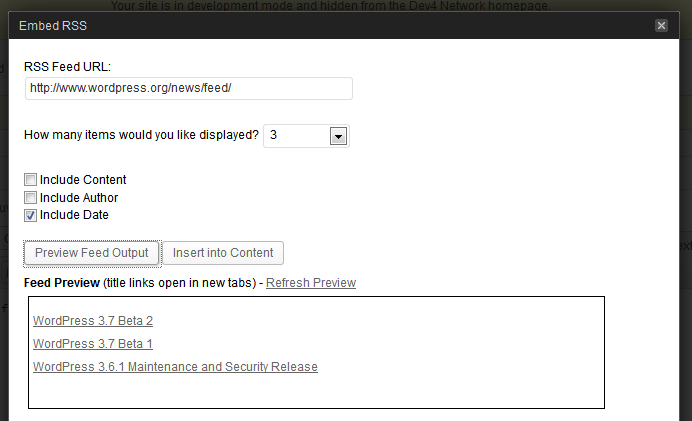 Your site is in development mode and hidden from the Dev4 Network homepage.
Embed RSS
RSS Feed URL:
http://www.wordpress.org/news/feed/
How many items would you like displayed? 3
Include Content
Include Author
Include Date
Preview Feed Output Insert into Content
Feed Preview (title links open in new tabs) - Refresh Preview
WordPress 3.7 Beta 2
WordPress 3.7 Beta 1
WordPress 3.6.1 Maintenance and Security Release